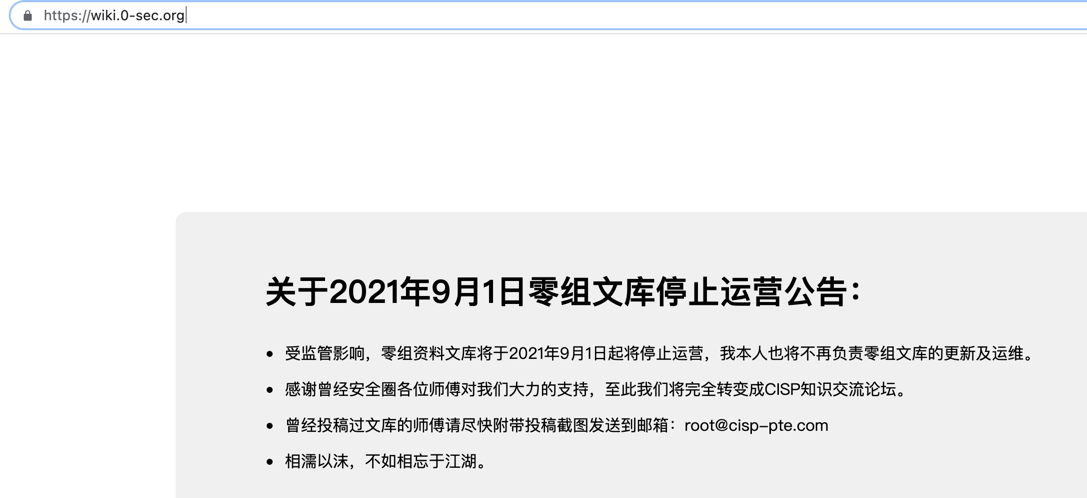 https://wiki.0-sec.org
关于2021年9月1日零组文库停止运营公告：
• 受监管影响，零组资料文库将于2021年9月1日起将停止运营，我本人也将不再负责零组文库的更新及运维。
• 感谢曾经安全圈各位师傅对我们大力的支持，至此我们将完全转变成CISP知识交流论坛。
• 曾经投稿过文库的师傅请尽快附带投稿截图发送到邮箱：root@cisp-pte.com
• 相濡以沫，不如相忘于江湖。